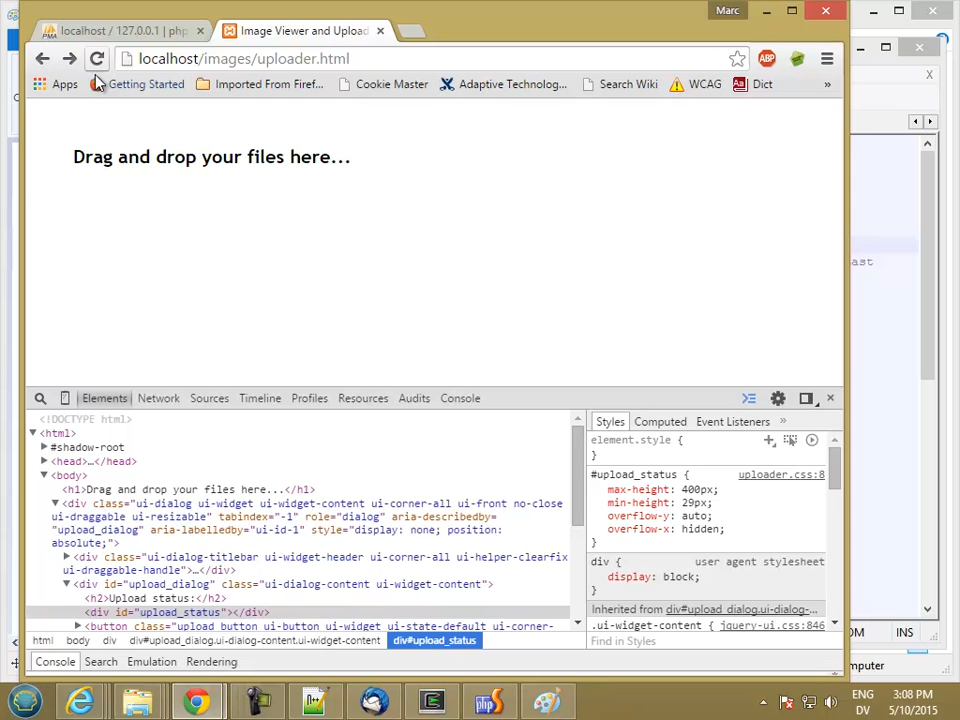 Marc
localhost / 127.0.0.1 | php
Image Viewer and Upload
localhost/images/uploader.html
Apps
Getting Started
Imported From Firef...
Cookie Master
Adaptive Technolog...
Search Wiki
WCAG
Aa
Dict
»
Drag and drop your files here...
ast
Elements Network Sources Timeline Profiles Resources Audits Console
<!DOCTYPE html>
▼<html>
▶#shadow-root
▶<head>…</head>
▼<body>
<h1>Drag and drop your files here...</h1>
▼<div class="ui-dialog ui-widget ui-widget-content ui-corner-all ui-front no-close
ui-draggable ui-resizable" tabindex="-1" role="dialog" aria-describedby=
"upload_dialog" aria-labelledby="ui-id-1" style="display: none; position:
absolute;">
▶<div class="ui-dialog-titlebar ui-widget-header ui-corner-all ui-helper-clearfix
ui-draggable-handle">…</div>
▼<div id="upload_dialog" class="ui-dialog-content ui-widget-content">
<h2>Upload status:</h2>
<div id="upload_status"></div>
▶<button class="upload button ui-button ui-widget ui-state-default ui-corner-
html body div div#upload_dialog.ui-dialog-content.ui-widget-content div#upload_status
Styles Computed Event Listeners »
element.style {
}
#upload_status { uploader.css:8
max-height: 400px;
min-height: 29px;
overflow-y: auto;
overflow-x: hidden;
}
div { user agent stylesheet
display: block;
}
Inherited from div#upload_dialog.ui-dialog-...
.ui-widget-content { jquery-ui.css:846
Find in Styles
Console Search Emulation Rendering
OM INS
mputer
ENG
DV
3:08 PM
5/10/2015